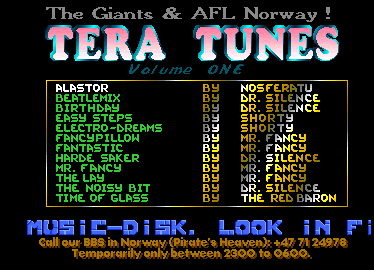 The Giants & AFL Norway !
TERA TUNES
Volume ONE
ALASTOR BY NOSFERATU
BEATLEMIX BY DR. SILENCE
BIRTHDAY BY DR. SILENCE
EASY STEPS BY SHORTY
ELECTRO-DREAMS BY SHORTY
FANCYPILLOW BY MR. FANCY
FANTASTIC BY MR. FANCY
HARDE SAKER BY DR. SILENCE
MR. FANCY BY MR. FANCY
THE LAY BY MR. FANCY
THE NOISY BIT BY DR. SILENCE
TIME OF GLASS BY THE RED BARON
MUSIC-DISK. LOOK IN FI
Call our BBS in Norway (Pirate's Heaven): +47 71 24978
Temporarily only between 2300 to 0600.